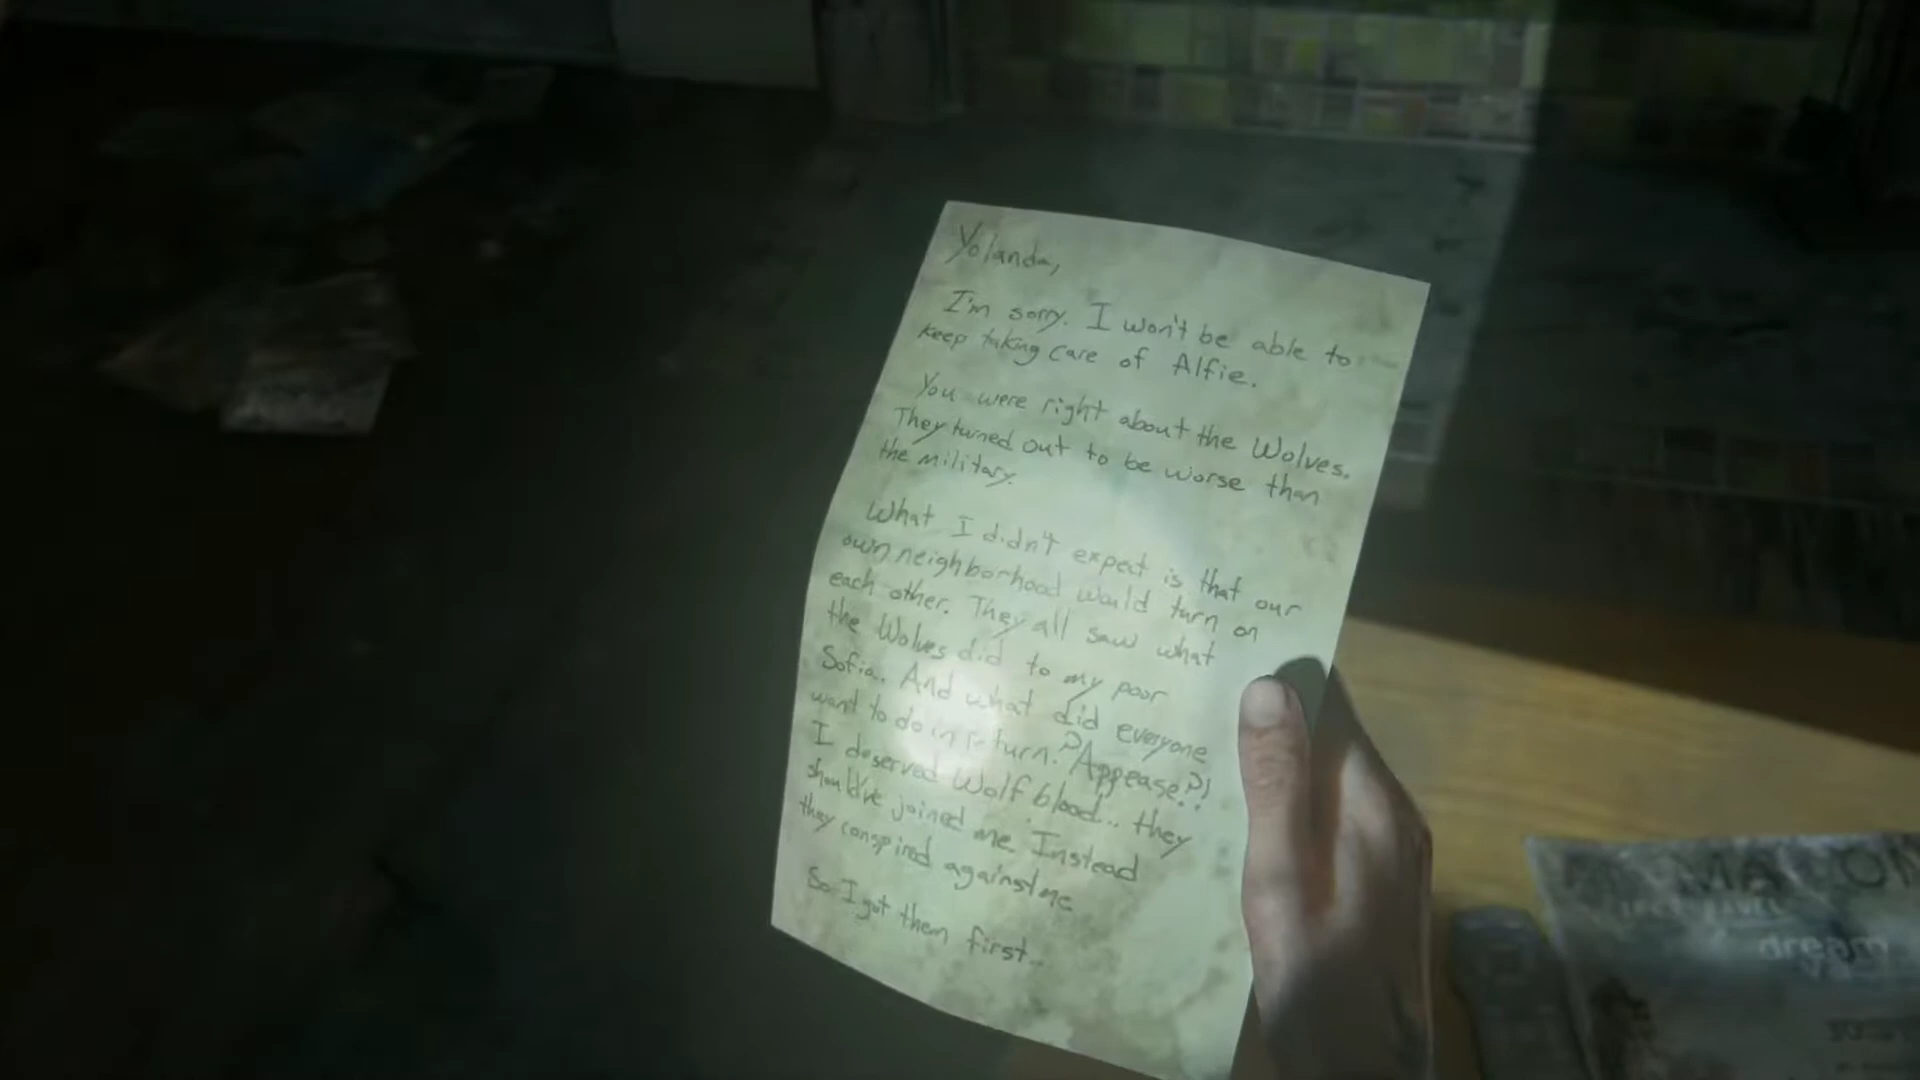 Yolanda,
I'm sorry. I won't be able to
keep taking care of Alfie.
You were right about the Wolves.
They turned out to be worse than
the military.
What I didn't expect is that our
own neighborhood would turn on
each other. They all saw what
the Wolves did to my poor
Sofia. And what did everyone
want to do in return?? Appease?!
I deserved Wolf blood... they
should've joined me. Instead
they conspired against me
So I got them first..
dream